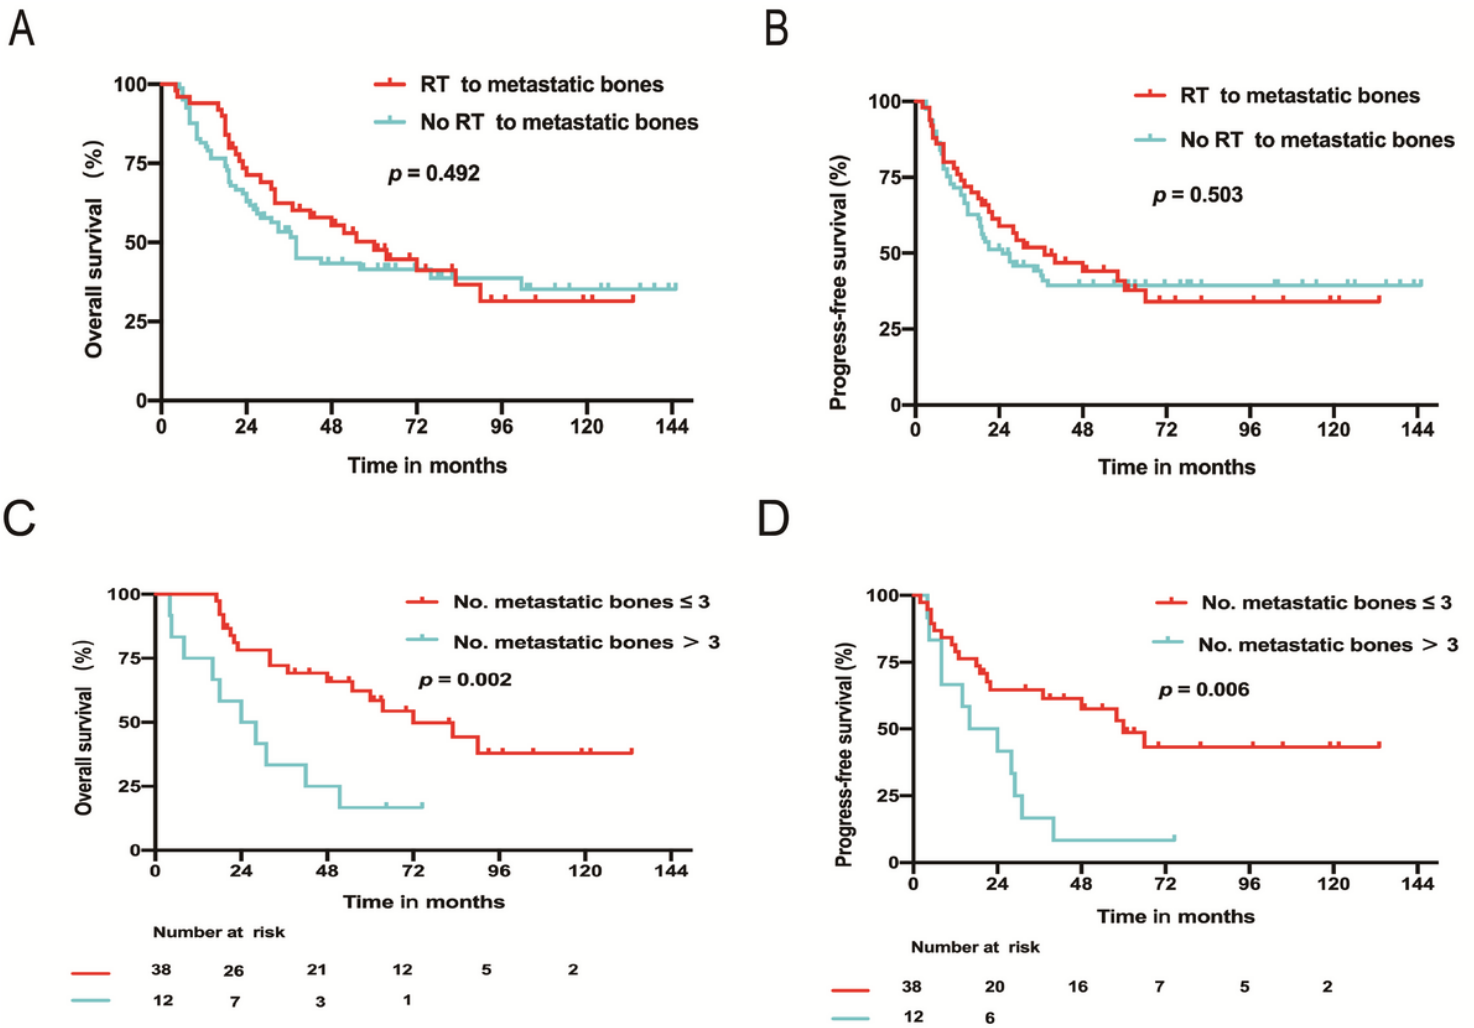 A
RT to metastatic bones
No RT to metastatic bones
p = 0.492
Overall survival (%)
100
75
50
25
0
0 24 48 72 96 120 144
Time in months
B
RT to metastatic bones
No RT to metastatic bones
p = 0.503
Progress-free survival (%)
100
75
50
25
0
0 24 48 72 96 120 144
Time in months
C
No. metastatic bones ≤ 3
No. metastatic bones > 3
p = 0.002
Overall survival (%)
100
75
50
25
0
0 24 48 72 96 120 144
Time in months
Number at risk
38 26 21 12 5 2
12 7 3 1
D
No. metastatic bones ≤ 3
No. metastatic bones > 3
p = 0.006
Progress-free survival (%)
100
75
50
25
0
0 24 48 72 96 120 144
Time in months
Number at risk
38 20 16 7 5 2
12 6